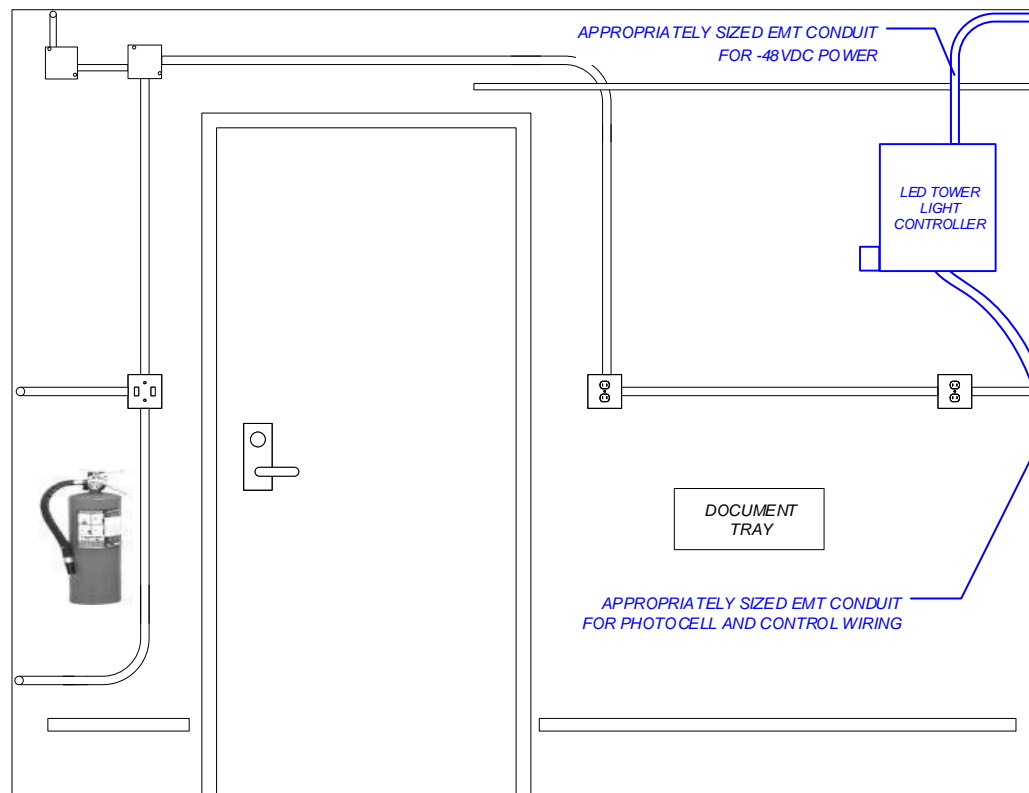 APPROPRIATELY SIZED EMT CONDUIT
FOR -48VDC POWER
LED TOWER
LIGHT
CONTROLLER
DOCUMENT
TRAY
APPROPRIATELY SIZED EMT CONDUIT
FOR PHOTOCELL AND CONTROL WIRING